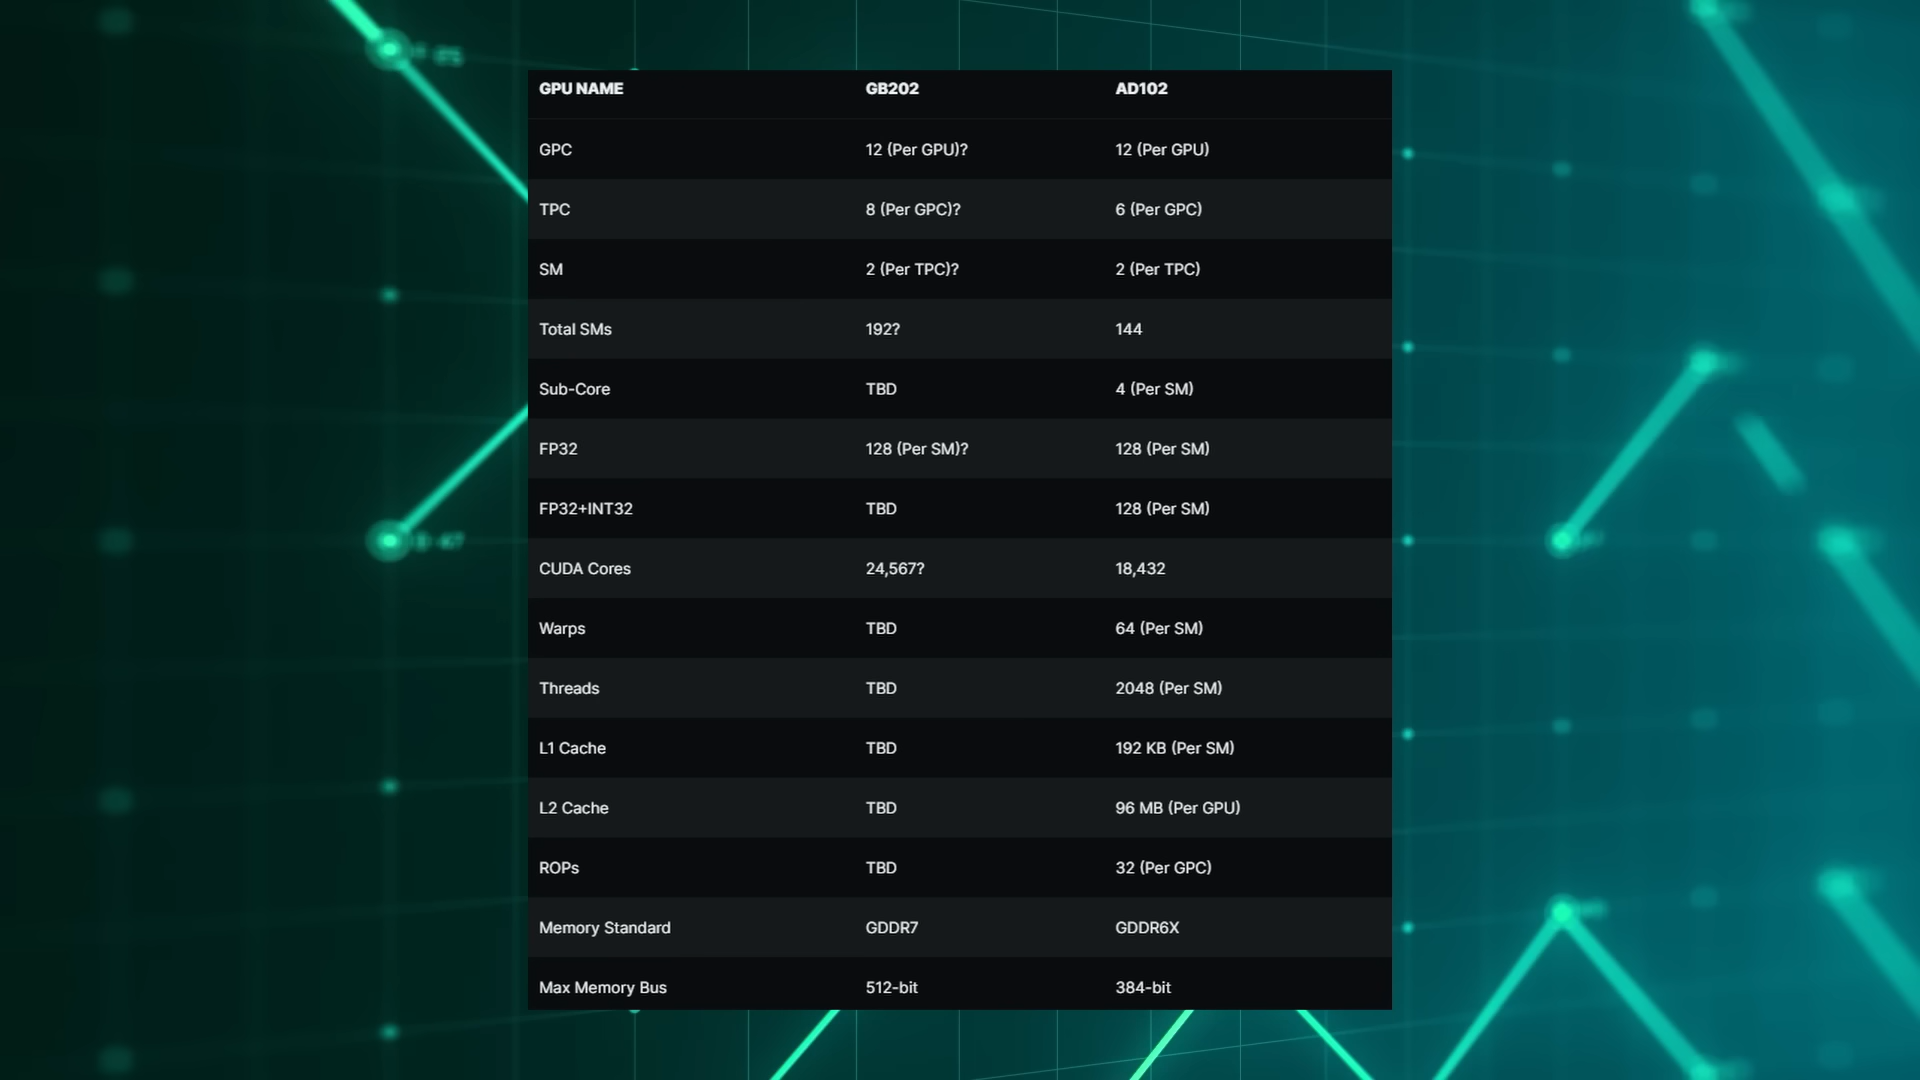 GPU NAME GB202 AD102
GPC 12 (Per GPU)? 12 (Per GPU)
TPC 8 (Per GPC)? 6 (Per GPC)
SM 2 (Per TPC)? 2 (Per TPC)
Total SMs 192? 144
Sub-Core TBD 4 (Per SM)
FP32 128 (Per SM)? 128 (Per SM)
FP32+INT32 TBD 128 (Per SM)
CUDA Cores 24,567? 18,432
Warps TBD 64 (Per SM)
Threads TBD 2048 (Per SM)
L1 Cache TBD 192 KB (Per SM)
L2 Cache TBD 96 MB (Per GPU)
ROPs TBD 32 (Per GPC)
Memory Standard GDDR7 GDDR6X
Max Memory Bus 512-bit 384-bit